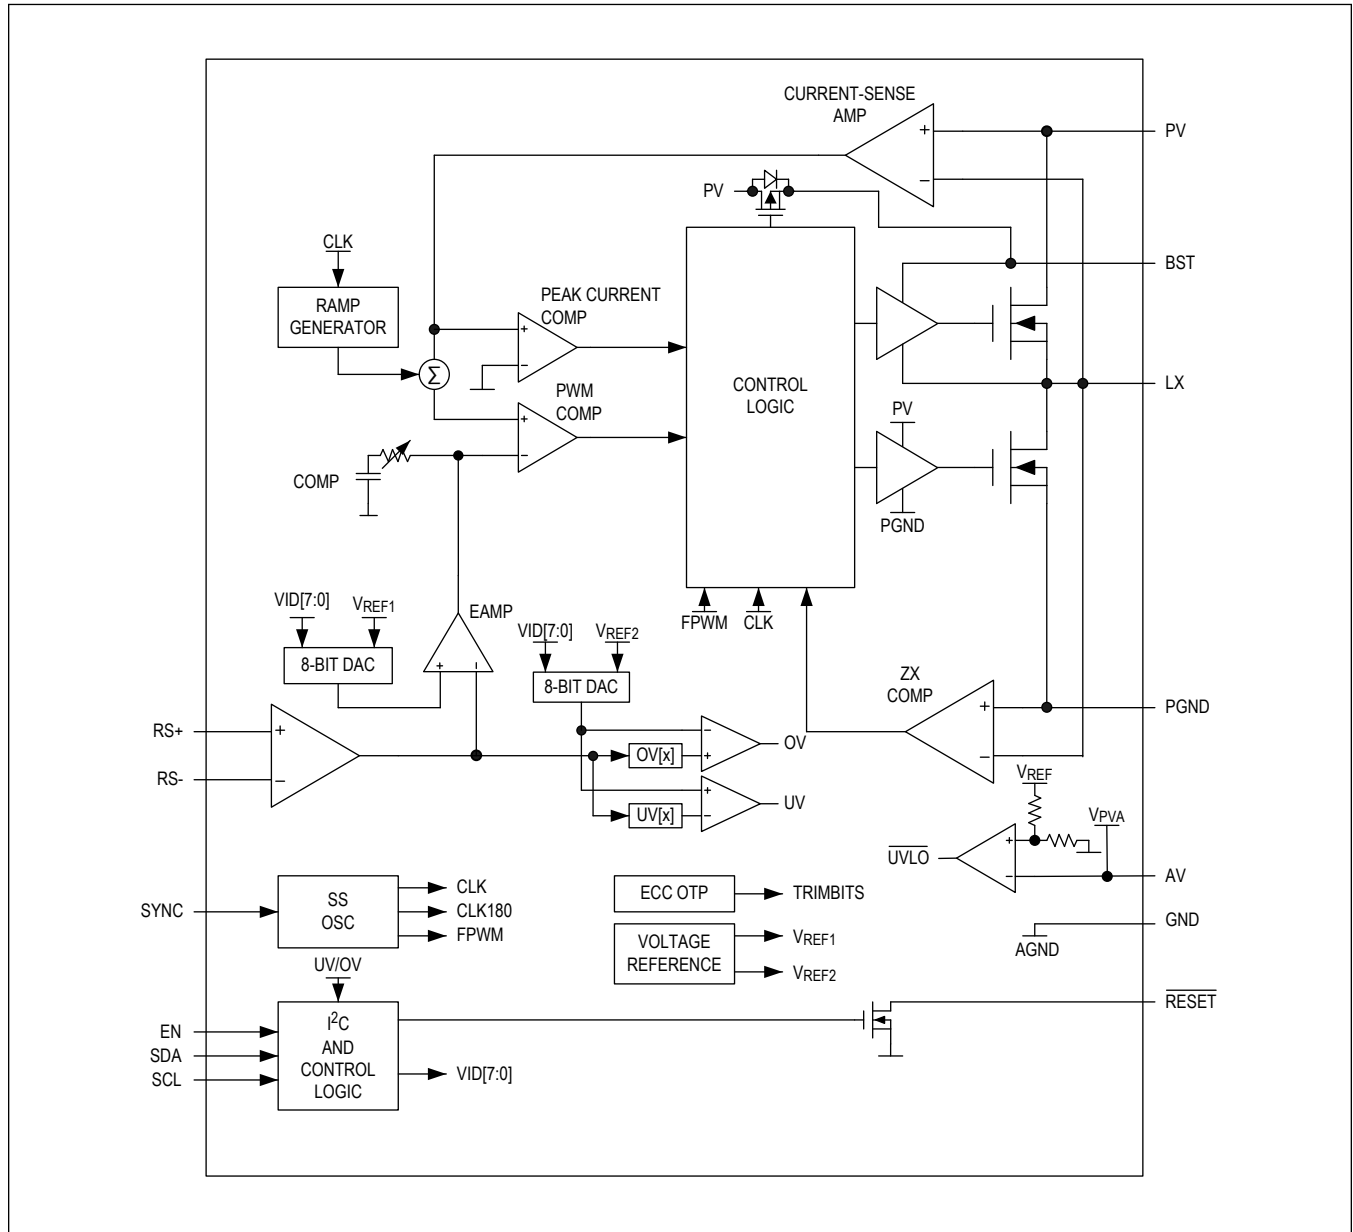 CURRENT-SENSE
AMP
+
−
PV
PV
CLK
BST
RAMP
GENERATOR
PEAK CURRENT
COMP
+
−
Σ
CONTROL
LOGIC
LX
PWM
COMP
+
−
PV
COMP
PGND
FPWM
CLK
VID[7:0]
VREF1
EAMP
VID[7:0]
VREF2
8-BIT DAC
+
−
8-BIT DAC
ZX
COMP
+
−
PGND
RS+
+
RS-
−
−
+
OV
OV[x]
+
−
UV
UV[x]
VREF
VPVA
UVLO
+
−
AV
SYNC
SS
OSC
CLK
CLK180
FPWM
ECC OTP
TRIMBITS
VOLTAGE
REFERENCE
VREF1
VREF2
GND
AGND
UV/OV
RESET
EN
SDA
SCL
I2C
AND
CONTROL
LOGIC
VID[7:0]